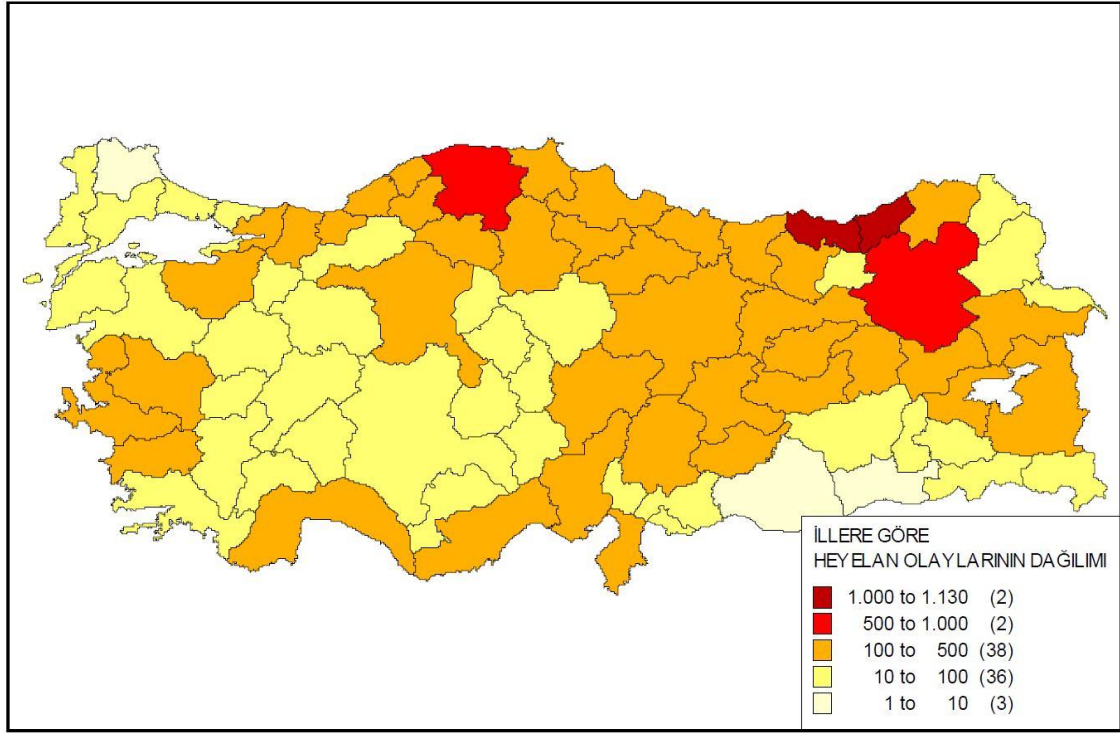 İLLERE GÖRE
HEYELAN OLAYLARININ DAĞILIMI
1.000 to 1.130 (2)
500 to 1.000 (2)
100 to 500 (38)
10 to 100 (36)
1 to 10 (3)